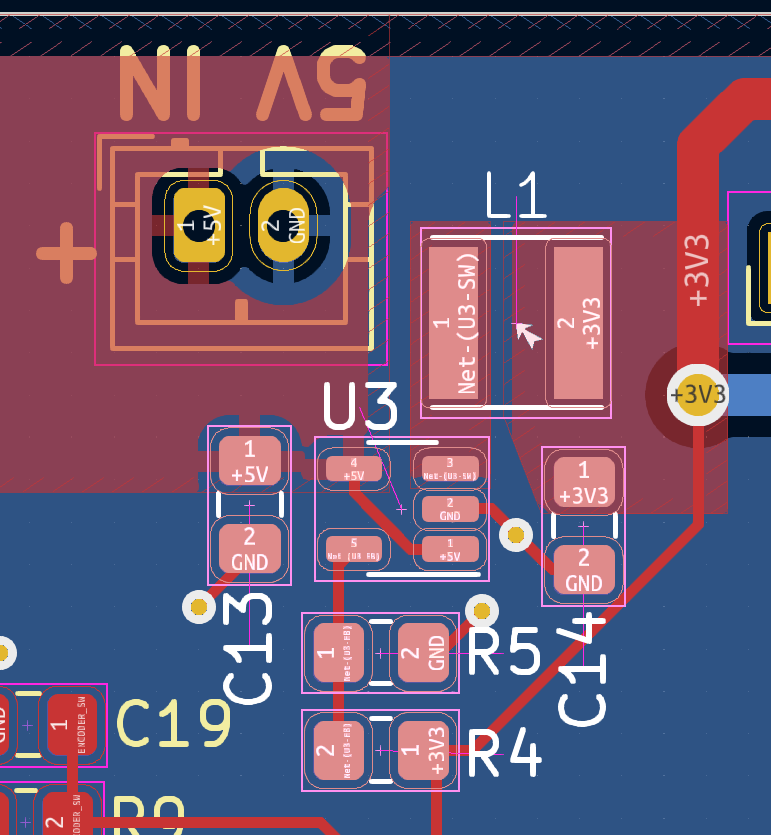 5V IN
+
1
+5V
2
GND
L1
1
Net-(U3-SW)
2
+3V3
+3V3
+3V3
U3
1
+5V
2
GND
4
+5V
3
Net-(U3-SW)
2
GND
5
Net-(U3-FB)
1
+5V
1
+3V3
2
GND
C13
C14
1
Net-(U3-FB)
2
GND
R5
2
Net-(U3-FB)
1
+3V3
R4
GND
1
ENCODER_SW
C19
2
ENCODER_SW
R9